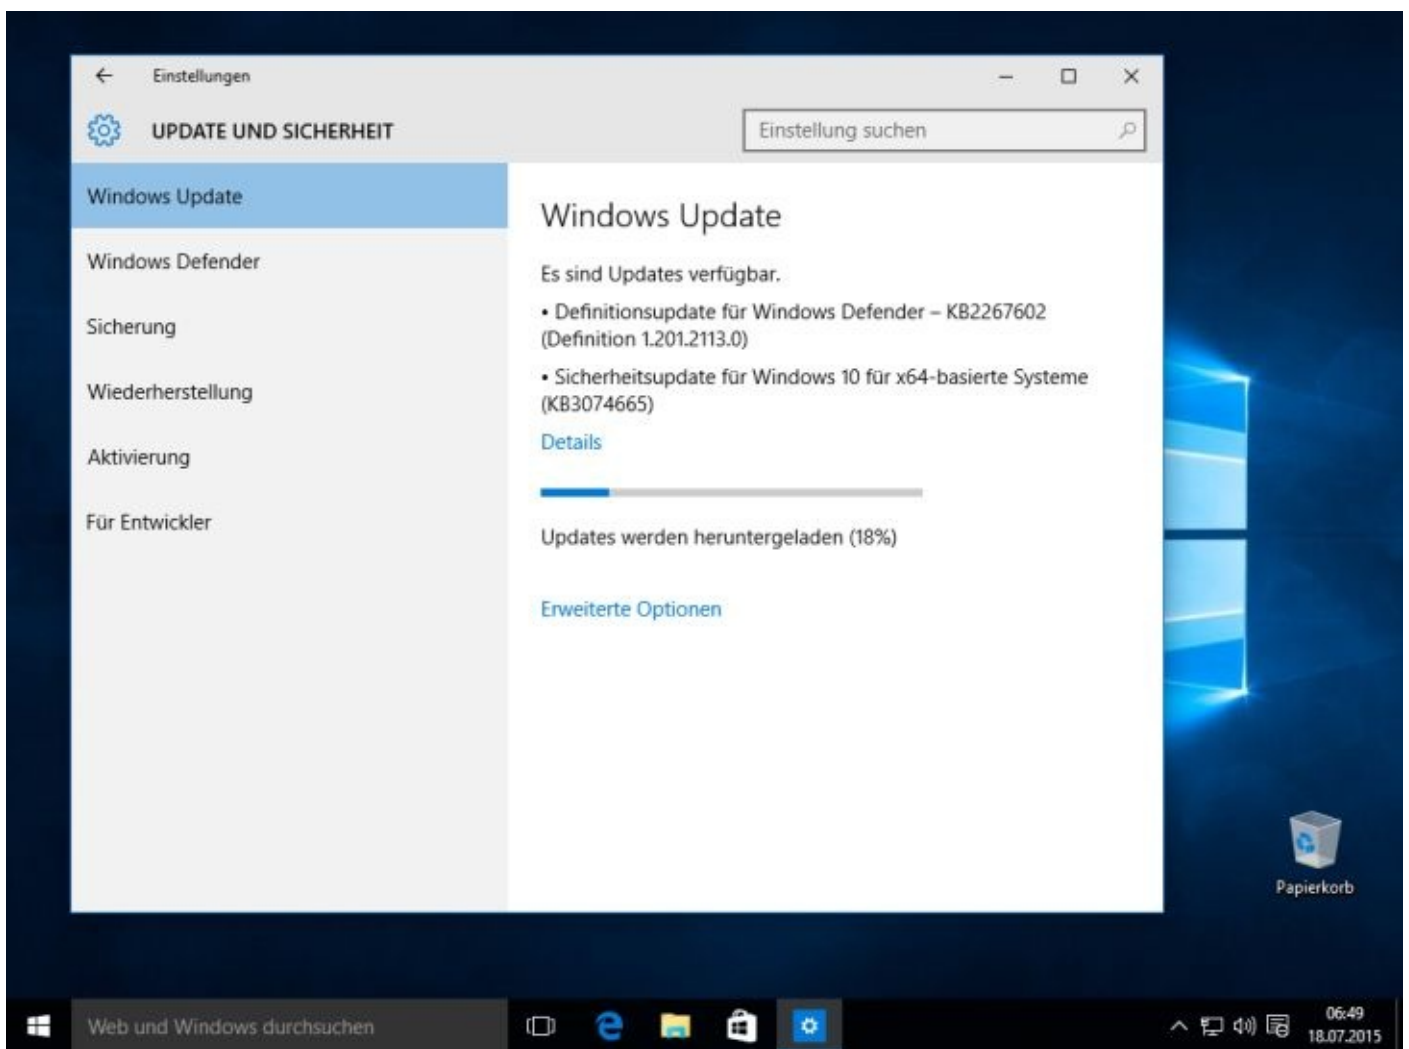 Einstellungen
UPDATE UND SICHERHEIT
Einstellung suchen
Windows Update
Windows Defender
Sicherung
Wiederherstellung
Aktivierung
Für Entwickler
Windows Update
Es sind Updates verfügbar.
• Definitionsupdate für Windows Defender – KB2267602
(Definition 1.201.2113.0)
• Sicherheitsupdate für Windows 10 für x64-basierte Systeme
(KB3074665)
Details
Updates werden heruntergeladen (18%)
Erweiterte Optionen
Papierkorb
Web und Windows durchsuchen
06:49
18.07.2015